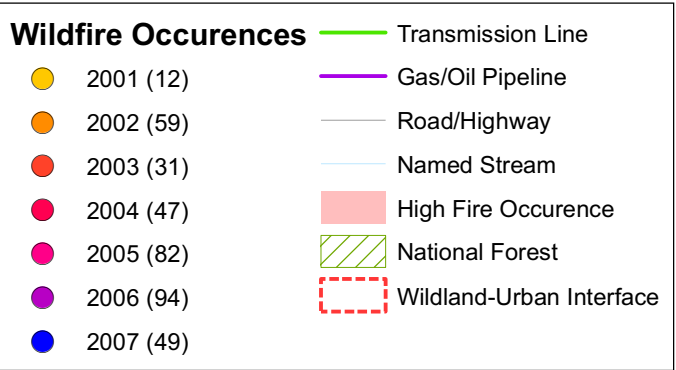 Wildfire Occurences
2001 (12)
2002 (59)
2003 (31)
2004 (47)
2005 (82)
2006 (94)
2007 (49)
Transmission Line
Gas/Oil Pipeline
Road/Highway
Named Stream
High Fire Occurence
National Forest
Wildland-Urban Interface